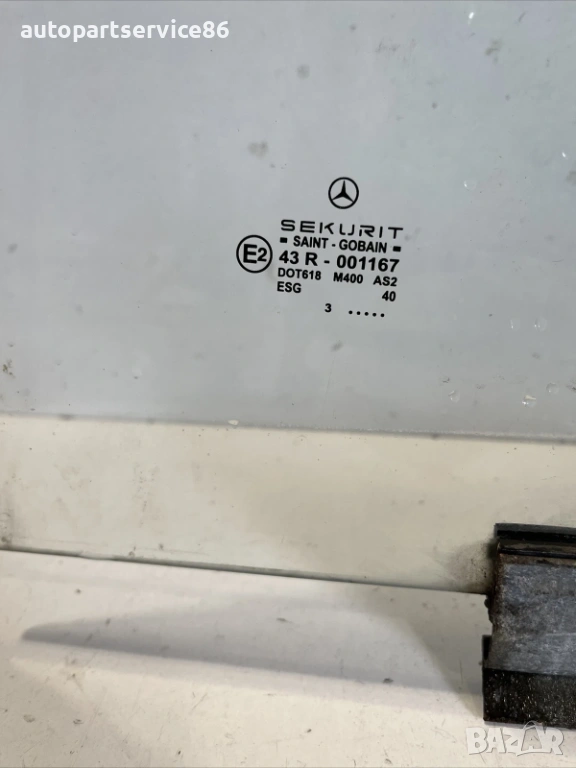 autopartservice86
SEKURIT
SAINT - GOBAIN
E2
43 R - 001167
DOT618 M400 AS2
ESG 40
3 .....
BAZAR